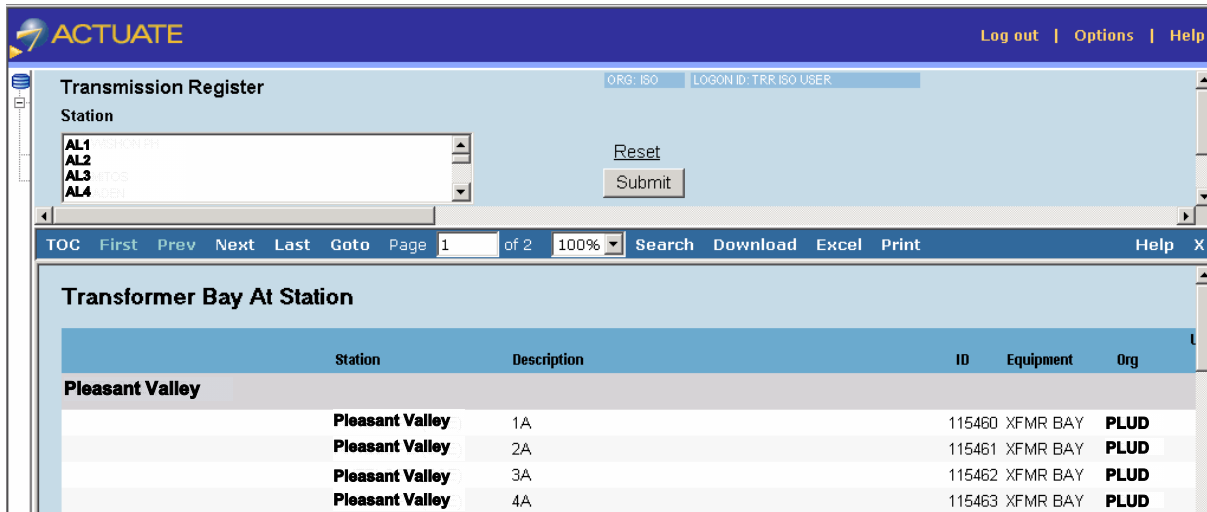 ACTUATE
Log out | Options | Help
Transmission Register
ORG: ISO LOGON ID: TRR ISO USER
Station
AL1
AL2
AL3
AL4
Reset
Submit
TOC First Prev Next Last Goto Page 1 of 2 100% Search Download Excel Print Help X
Transformer Bay At Station
Station Description ID Equipment Org
Pleasant Valley
Pleasant Valley 1A 115460 XFMR BAY PLUD
Pleasant Valley 2A 115461 XFMR BAY PLUD
Pleasant Valley 3A 115462 XFMR BAY PLUD
Pleasant Valley 4A 115463 XFMR BAY PLUD